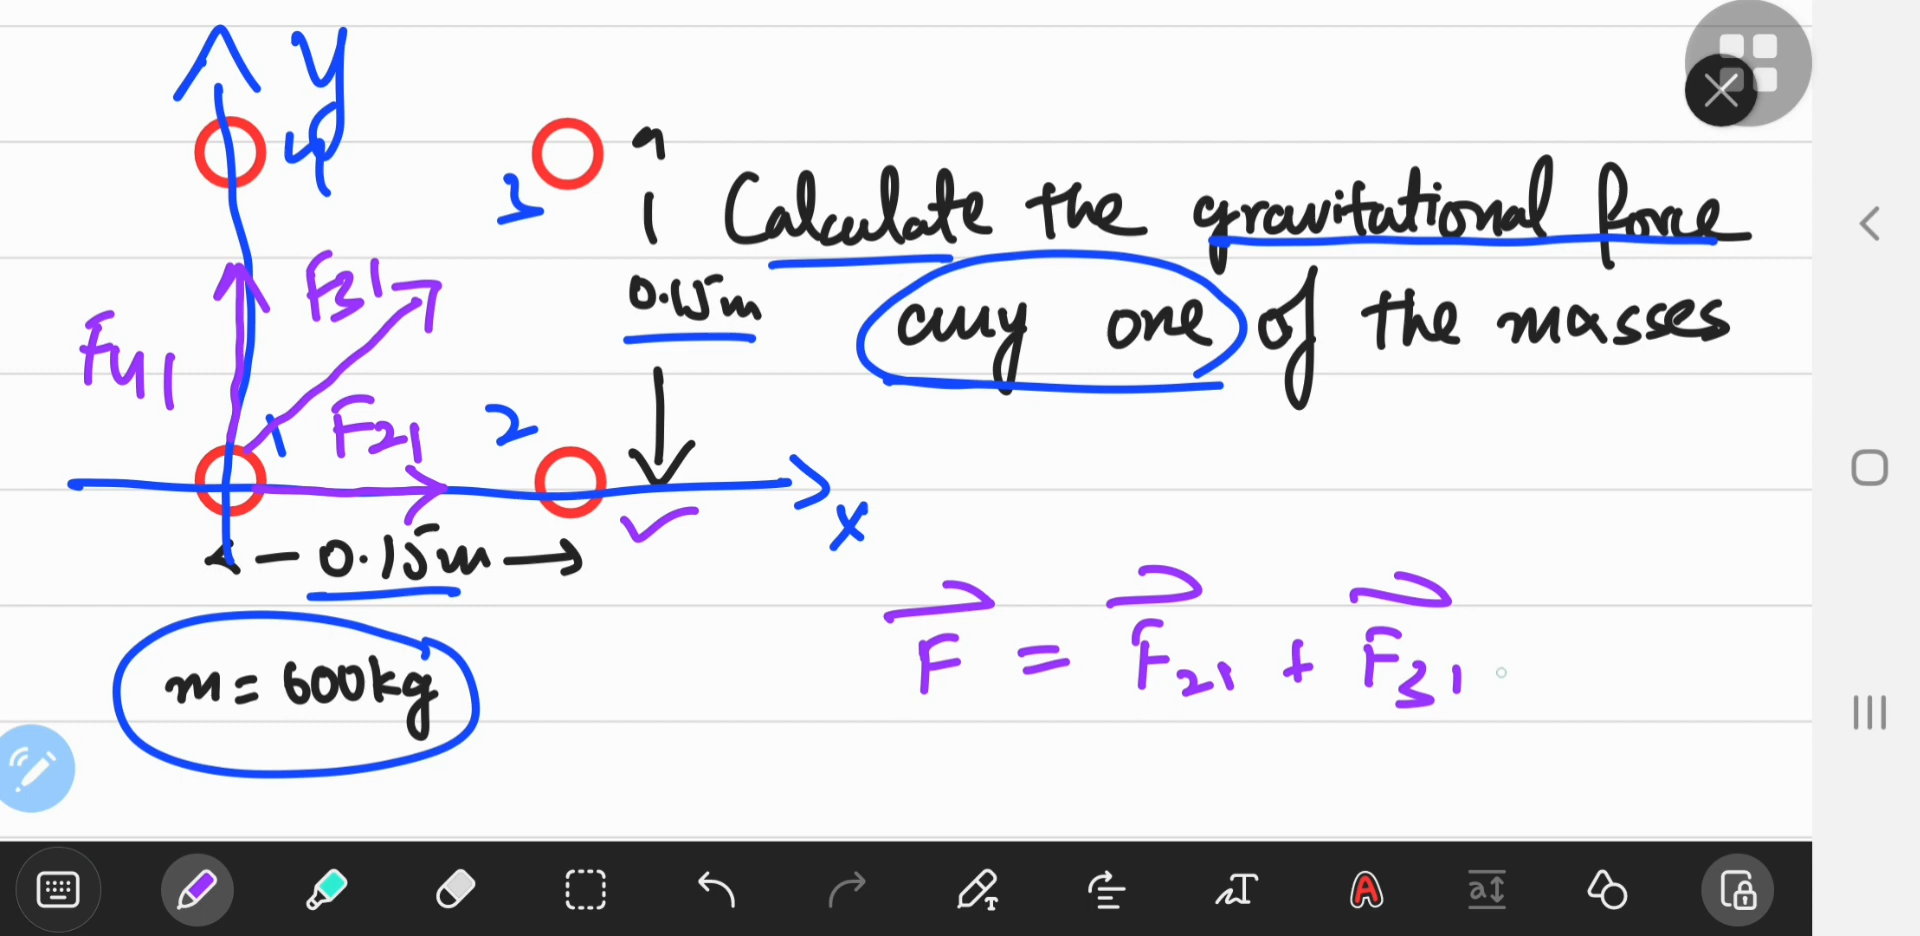 y
4
3
Calculate the gravitational force
0.15m
any one of the masses
F31
F41
F21
1
2
x
0.15m
m = 600kg
F = F21 + F31